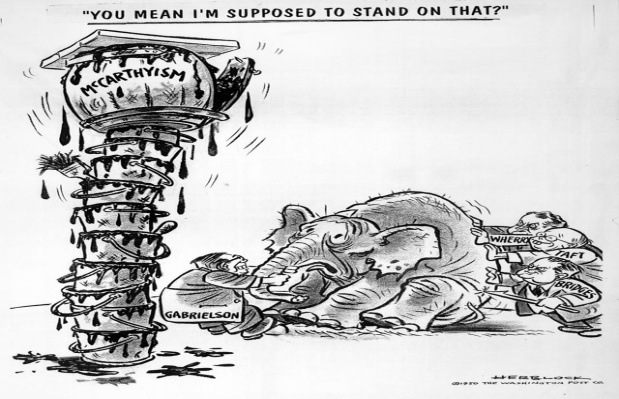 "YOU MEAN I'M SUPPOSED TO STAND ON THAT?"
McCARTHYISM
WHERRY
TAFT
BRIDGES
GABRIELSON
HERBLOCK
©1950 THE WASHINGTON POST CO.